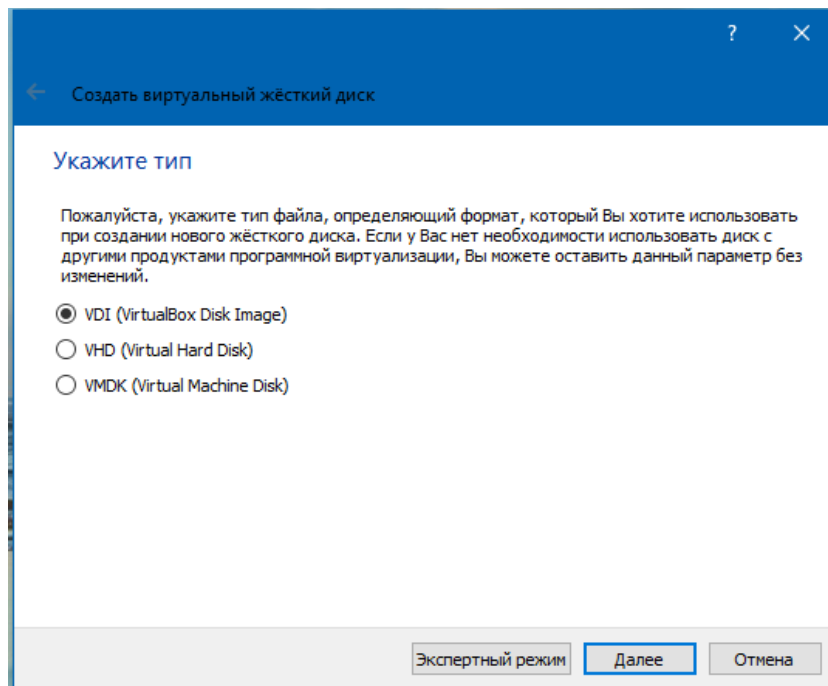 ?
Создать виртуальный жёсткий диск
Укажите тип
Пожалуйста, укажите тип файла, определяющий формат, который Вы хотите использовать
при создании нового жёсткого диска. Если у Вас нет необходимости использовать диск с
другими продуктами программной виртуализации, Вы можете оставить данный параметр без
изменений.
VDI (VirtualBox Disk Image)
VHD (Virtual Hard Disk)
VMDK (Virtual Machine Disk)
Экспертный режим Далее Отмена